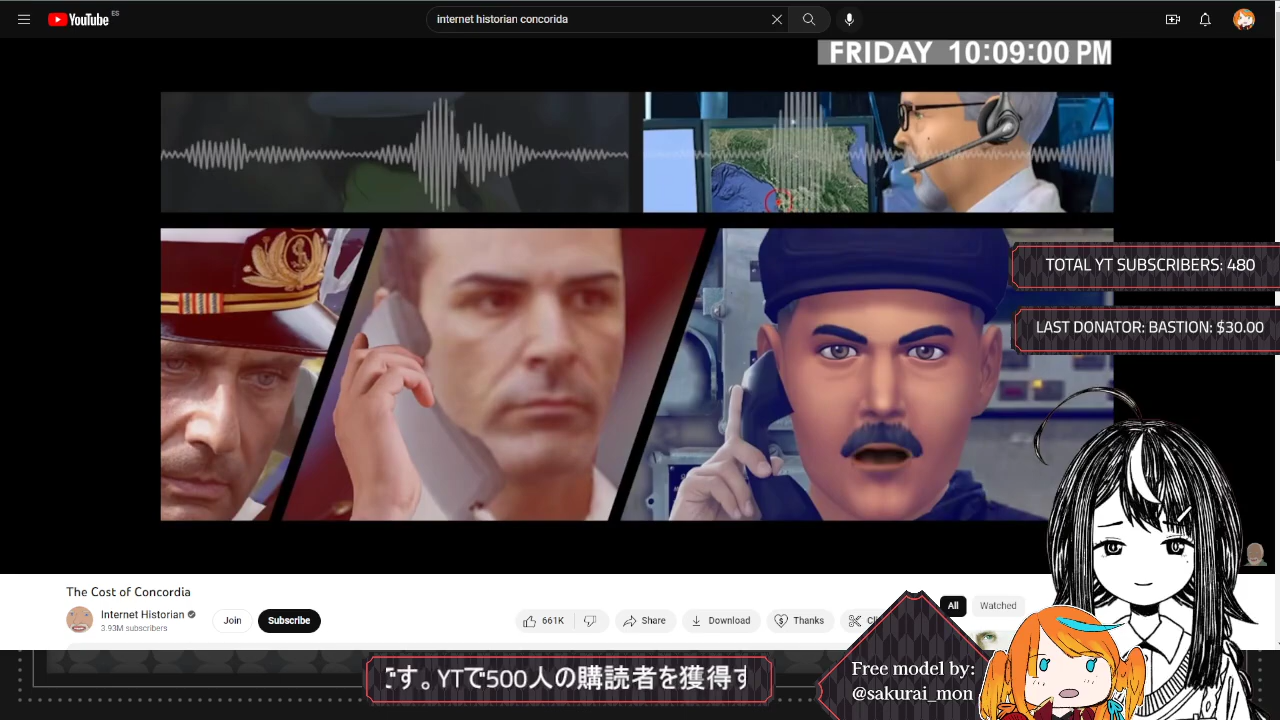 YouTube ES
internet historian concorida
FRIDAY 10:09:00 PM
TOTAL YT SUBSCRIBERS: 480
LAST DONATOR: BASTION: $30.00
The Cost of Concordia
Internet Historian
3.93M subscribers
Join
Subscribe
661K
Share
Download
Thanks
All
Watched
です。YTで500人の購読者を獲得す
Free model by:
@sakurai_mon